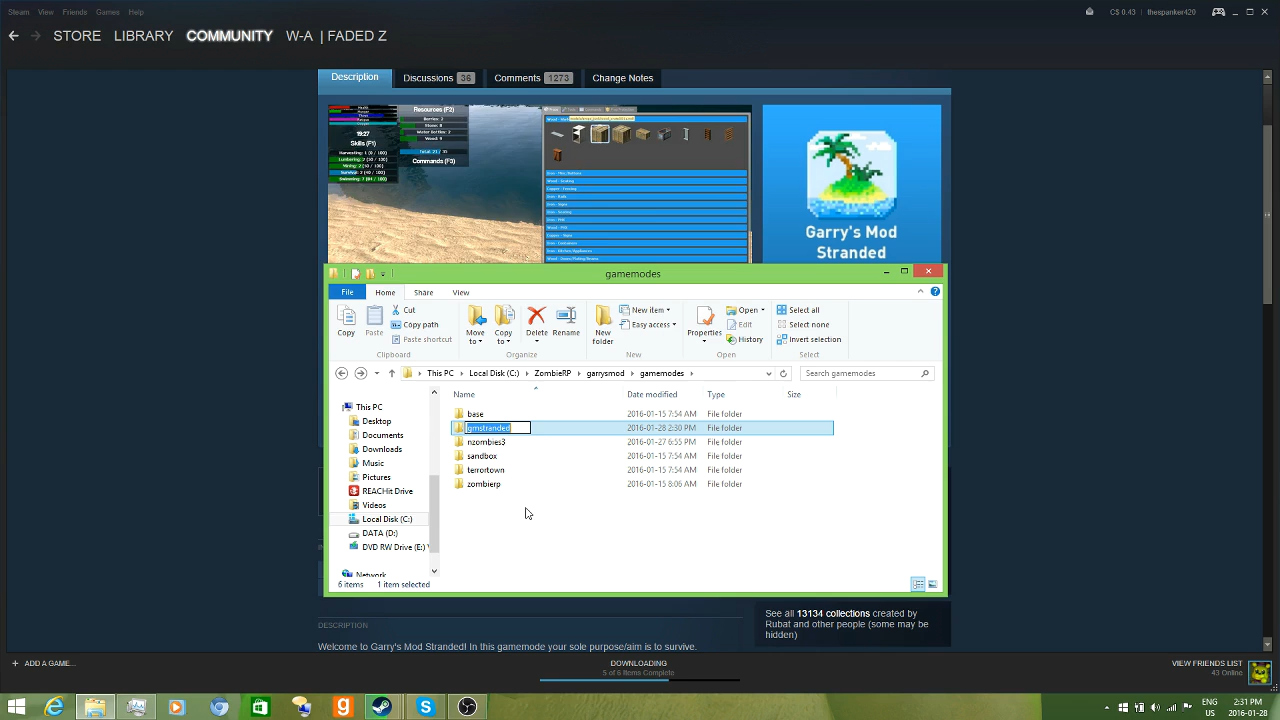 Steam View Friends Games Help
C$ 0.43 thespanker420
STORE LIBRARY COMMUNITY W-A | FADED Z
Description Discussions 36 Comments 1273 Change Notes
Resources (F2)
19:27
Skills (F1)
Commands (F3)
Garry's Mod
Stranded
gamemodes
File Home Share View
Copy Paste Cut Copy path Paste shortcut
Move to Copy to Delete Rename
New folder New item Easy access
Properties Open Edit History
Select all Select none Invert selection
Clipboard Organize New Open Select
This PC Local Disk (C:) ZombieRP garrysmod gamemodes
Search gamemodes
Name Date modified Type Size
This PC
Desktop
Documents
Downloads
Music
Pictures
REACHit Drive
Videos
Local Disk (C:)
DATA (D:)
DVD RW Drive (E:)
Network
base 2016-01-15 7:54 AM File folder
gmstranded 2016-01-28 2:30 PM File folder
nzombies3 2016-01-27 6:55 PM File folder
sandbox 2016-01-15 7:54 AM File folder
terrortown 2016-01-15 7:54 AM File folder
zombierp 2016-01-15 8:06 AM File folder
6 items 1 item selected
See all 13134 collections created by
Rubat and other people (some may be
hidden)
DESCRIPTION
Welcome to Garry's Mod Stranded! In this gamemode your sole purpose/aim is to survive.
+ ADD A GAME...
DOWNLOADING
5 of 6 Items Complete
VIEW FRIENDS LIST
43 Online
ENG
US
2:31 PM
2016-01-28